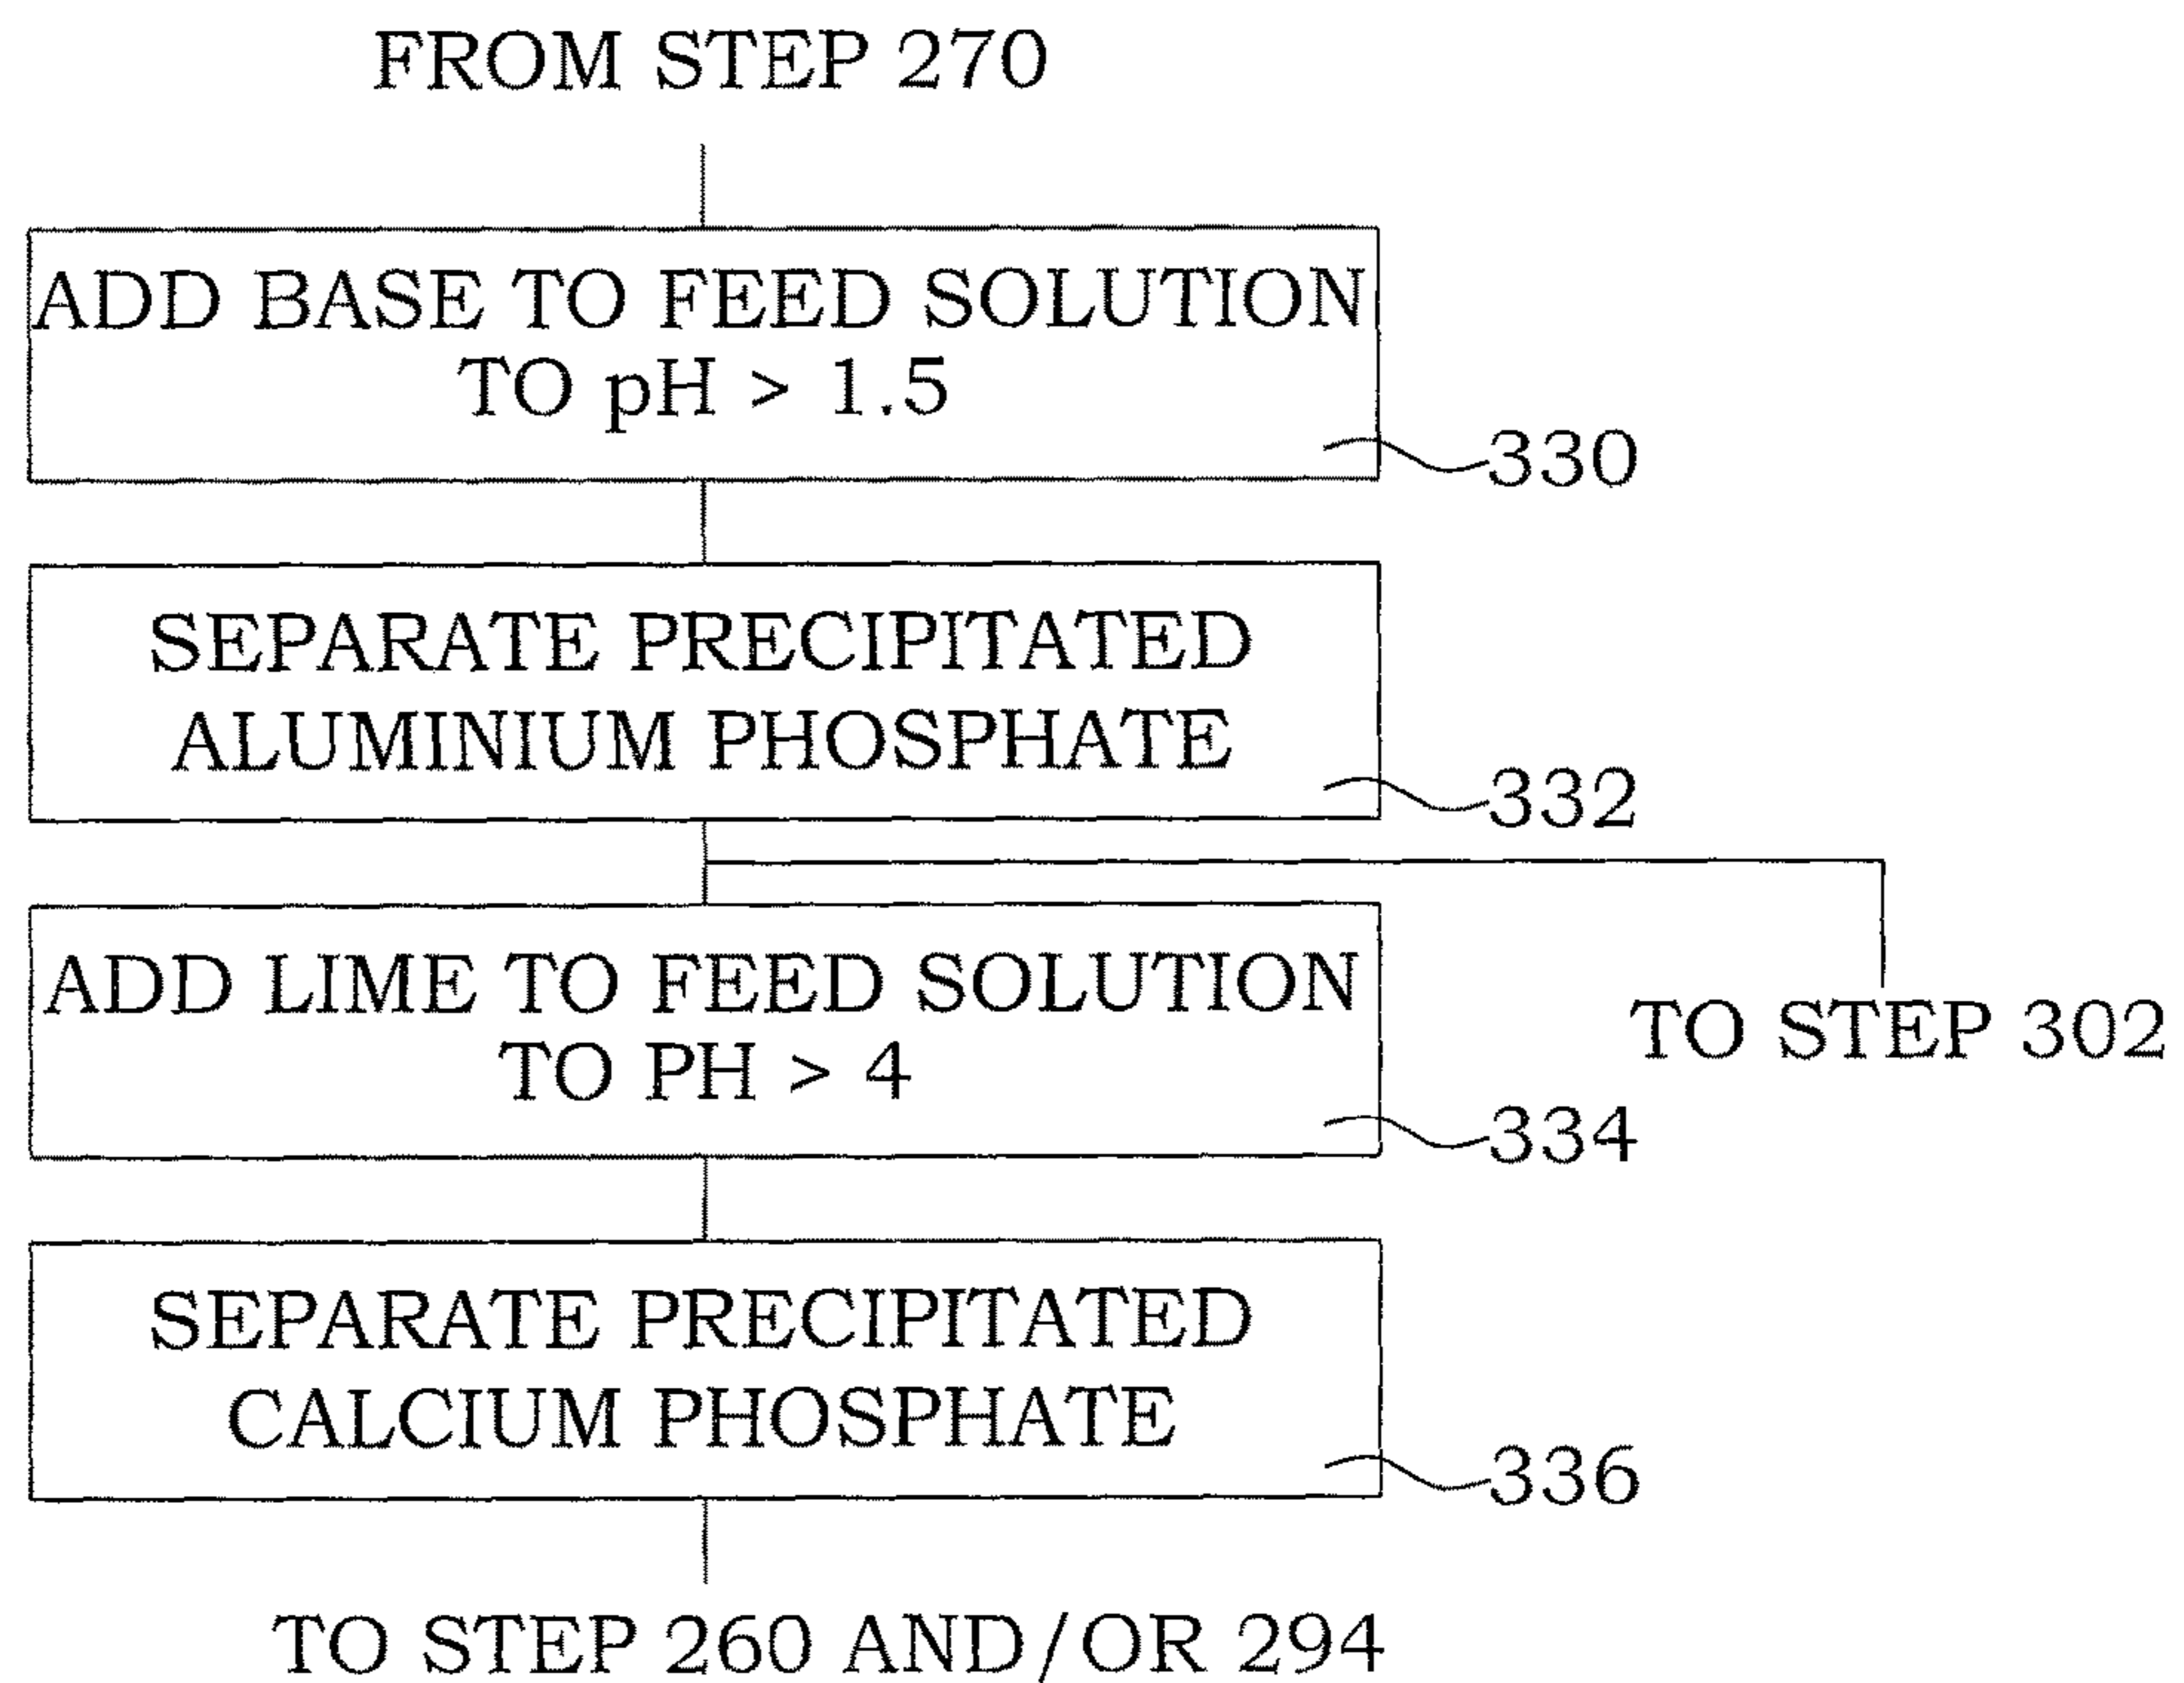 FROM STEP 270
ADD BASE TO FEED SOLUTION
TO pH > 1.5
330
SEPARATE PRECIPITATED
ALUMINIUM PHOSPHATE
332
ADD LIME TO FEED SOLUTION
TO PH > 4
TO STEP 302
334
SEPARATE PRECIPITATED
CALCIUM PHOSPHATE
336
TO STEP 260 AND/OR 294